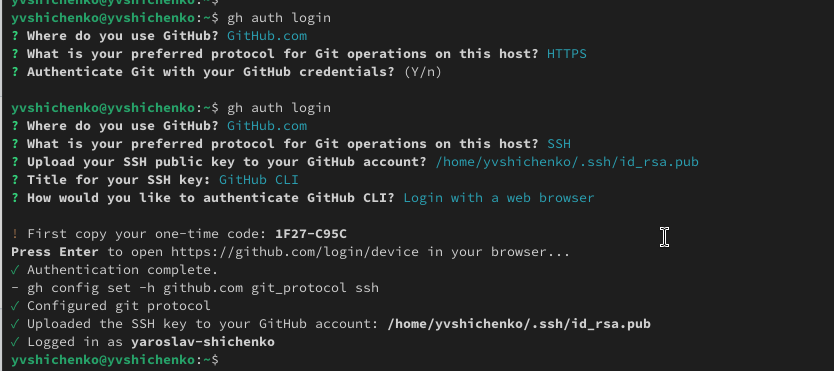 yvshichenko@yvshichenko:~$ gh auth login
? Where do you use GitHub? GitHub.com
? What is your preferred protocol for Git operations on this host? HTTPS
? Authenticate Git with your GitHub credentials? (Y/n)
yvshichenko@yvshichenko:~$ gh auth login
? Where do you use GitHub? GitHub.com
? What is your preferred protocol for Git operations on this host? SSH
? Upload your SSH public key to your GitHub account? /home/yvshichenko/.ssh/id_rsa.pub
? Title for your SSH key: GitHub CLI
? How would you like to authenticate GitHub CLI? Login with a web browser
! First copy your one-time code: 1F27-C95C
Press Enter to open https://github.com/login/device in your browser...
✓ Authentication complete.
- gh config set -h github.com git_protocol ssh
✓ Configured git protocol
✓ Uploaded the SSH key to your GitHub account: /home/yvshichenko/.ssh/id_rsa.pub
✓ Logged in as yaroslav-shichenko
yvshichenko@yvshichenko:~$